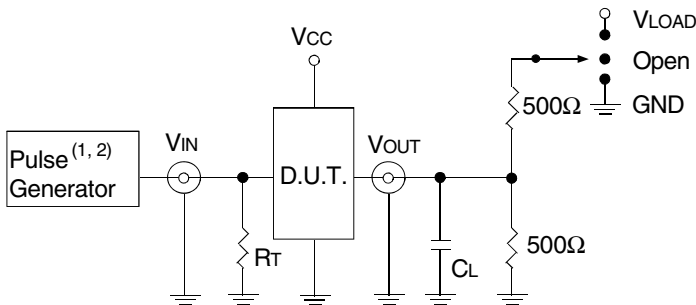 VLOAD
VCC
Open
500Ω
GND
VIN
VOUT
Pulse (1, 2)
Generator
D.U.T.
RT
CL
500Ω